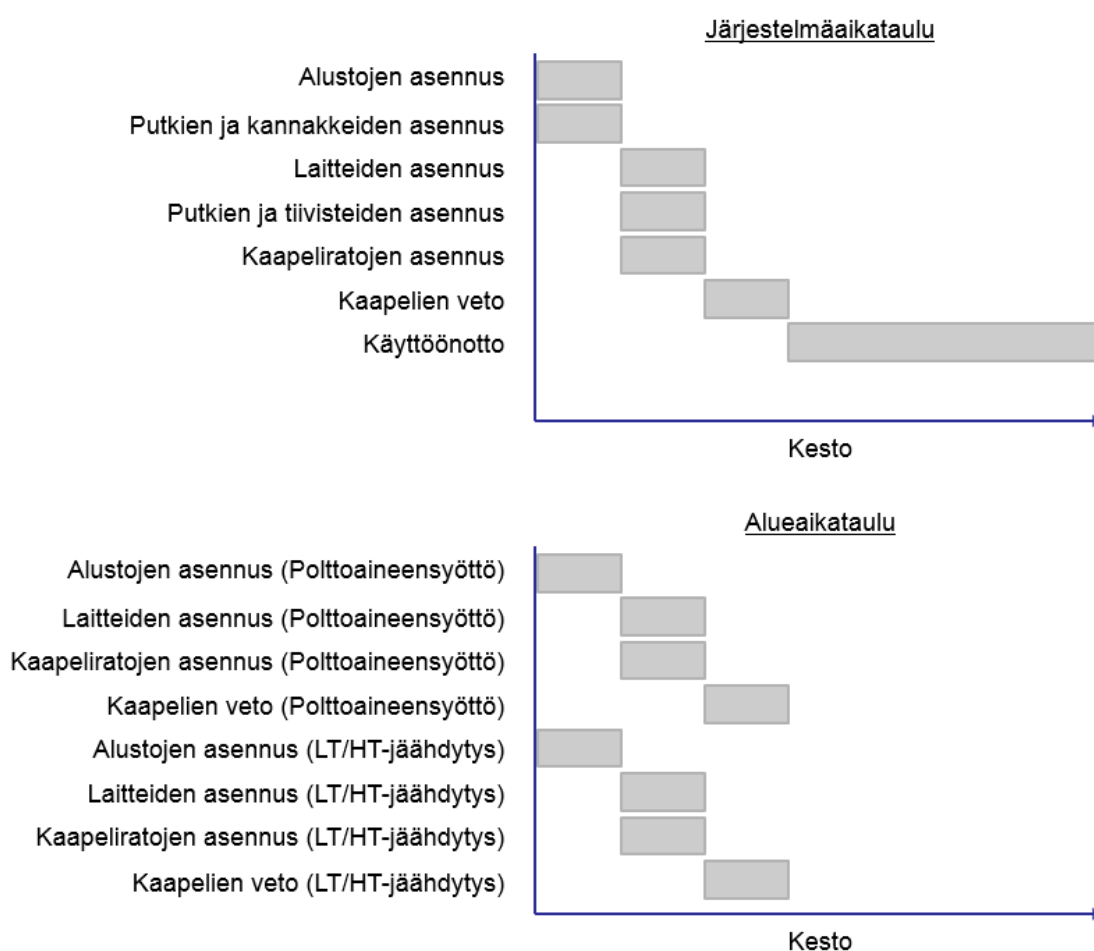 Järjestelmäaikataulu
Alustojen asennus
Putkien ja kannakkeiden asennus
Laitteiden asennus
Putkien ja tiivisteiden asennus
Kaapeliratojen asennus
Kaapelien veto
Käyttöönotto
Kesto
Alueaikataulu
Alustojen asennus (Polttoaineensyöttö)
Laitteiden asennus (Polttoaineensyöttö)
Kaapeliratojen asennus (Polttoaineensyöttö)
Kaapelien veto (Polttoaineensyöttö)
Alustojen asennus (LT/HT-jäähdytys)
Laitteiden asennus (LT/HT-jäähdytys)
Kaapeliratojen asennus (LT/HT-jäähdytys)
Kaapelien veto (LT/HT-jäähdytys)
Kesto